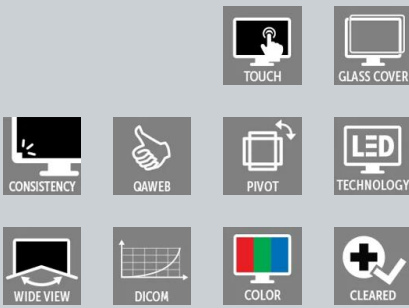 TOUCH
GLASS COVER
CONSISTENCY
QAWEB
PIVOT
LED
TECHNOLOGY
WIDE VIEW
DICOM
COLOR
CLEARED